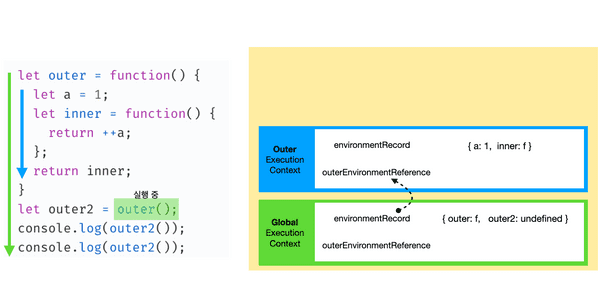 let outer = function() {
let a = 1;
let inner = function() {
return ++a;
};
return inner;
}
실행 중
let outer2 = outer();
console.log(outer2());
console.log(outer2());
Outer
Execution
Context
environmentRecord { a: 1, inner: f }
outerEnvironmentReference
Global
Execution
Context
environmentRecord { outer: f, outer2: undefined }
outerEnvironmentReference